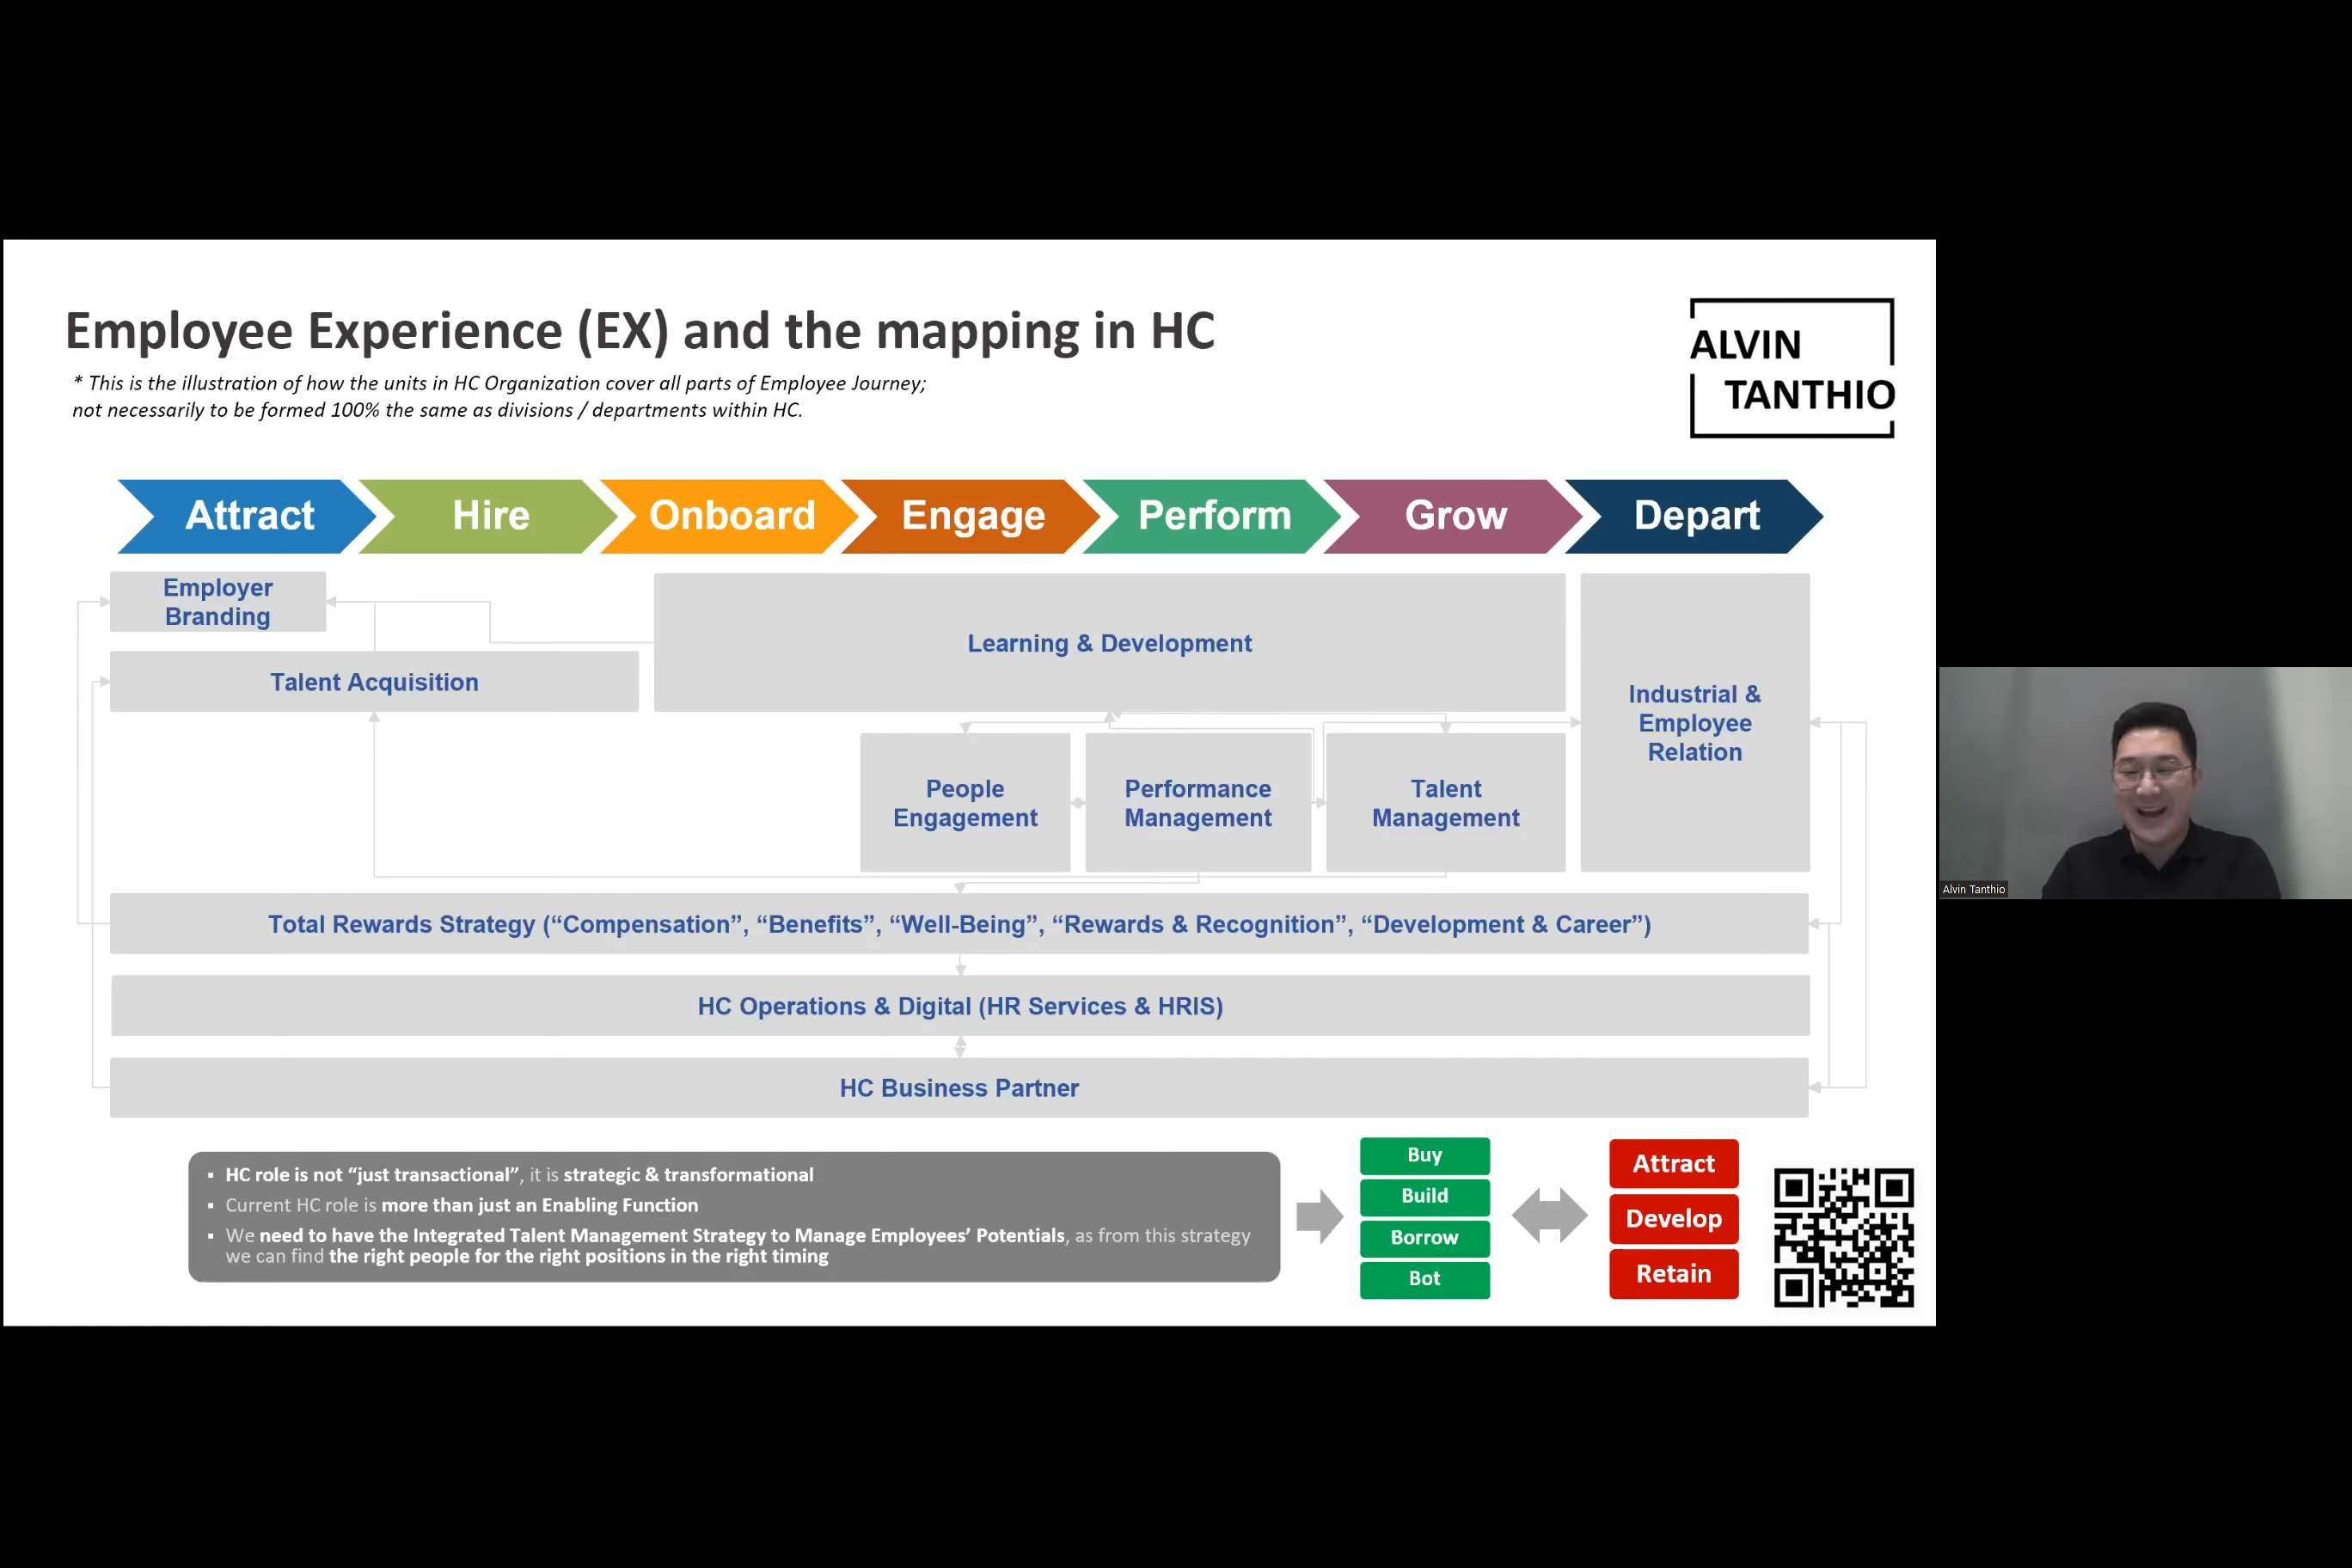 Employee Experience (EX) and the mapping in HC
* This is the illustration of how the units in HC Organization cover all parts of Employee Journey;
not necessarily to be formed 100% the same as divisions / departments within HC.
ALVIN
TANTHIO
Attract
Hire
Onboard
Engage
Perform
Grow
Depart
Employer
Branding
Talent Acquisition
Learning & Development
Industrial &
Employee
Relation
People
Engagement
Performance
Management
Talent
Management
Total Rewards Strategy (“Compensation”, “Benefits”, “Well-Being”, “Rewards & Recognition”, “Development & Career”)
HC Operations & Digital (HR Services & HRIS)
HC Business Partner
▪ HC role is not “just transactional”, it is strategic & transformational
▪ Current HC role is more than just an Enabling Function
▪ We need to have the Integrated Talent Management Strategy to Manage Employees’ Potentials, as from this strategy
we can find the right people for the right positions in the right timing
Buy
Build
Borrow
Bot
Attract
Develop
Retain
Alvin Tanthio